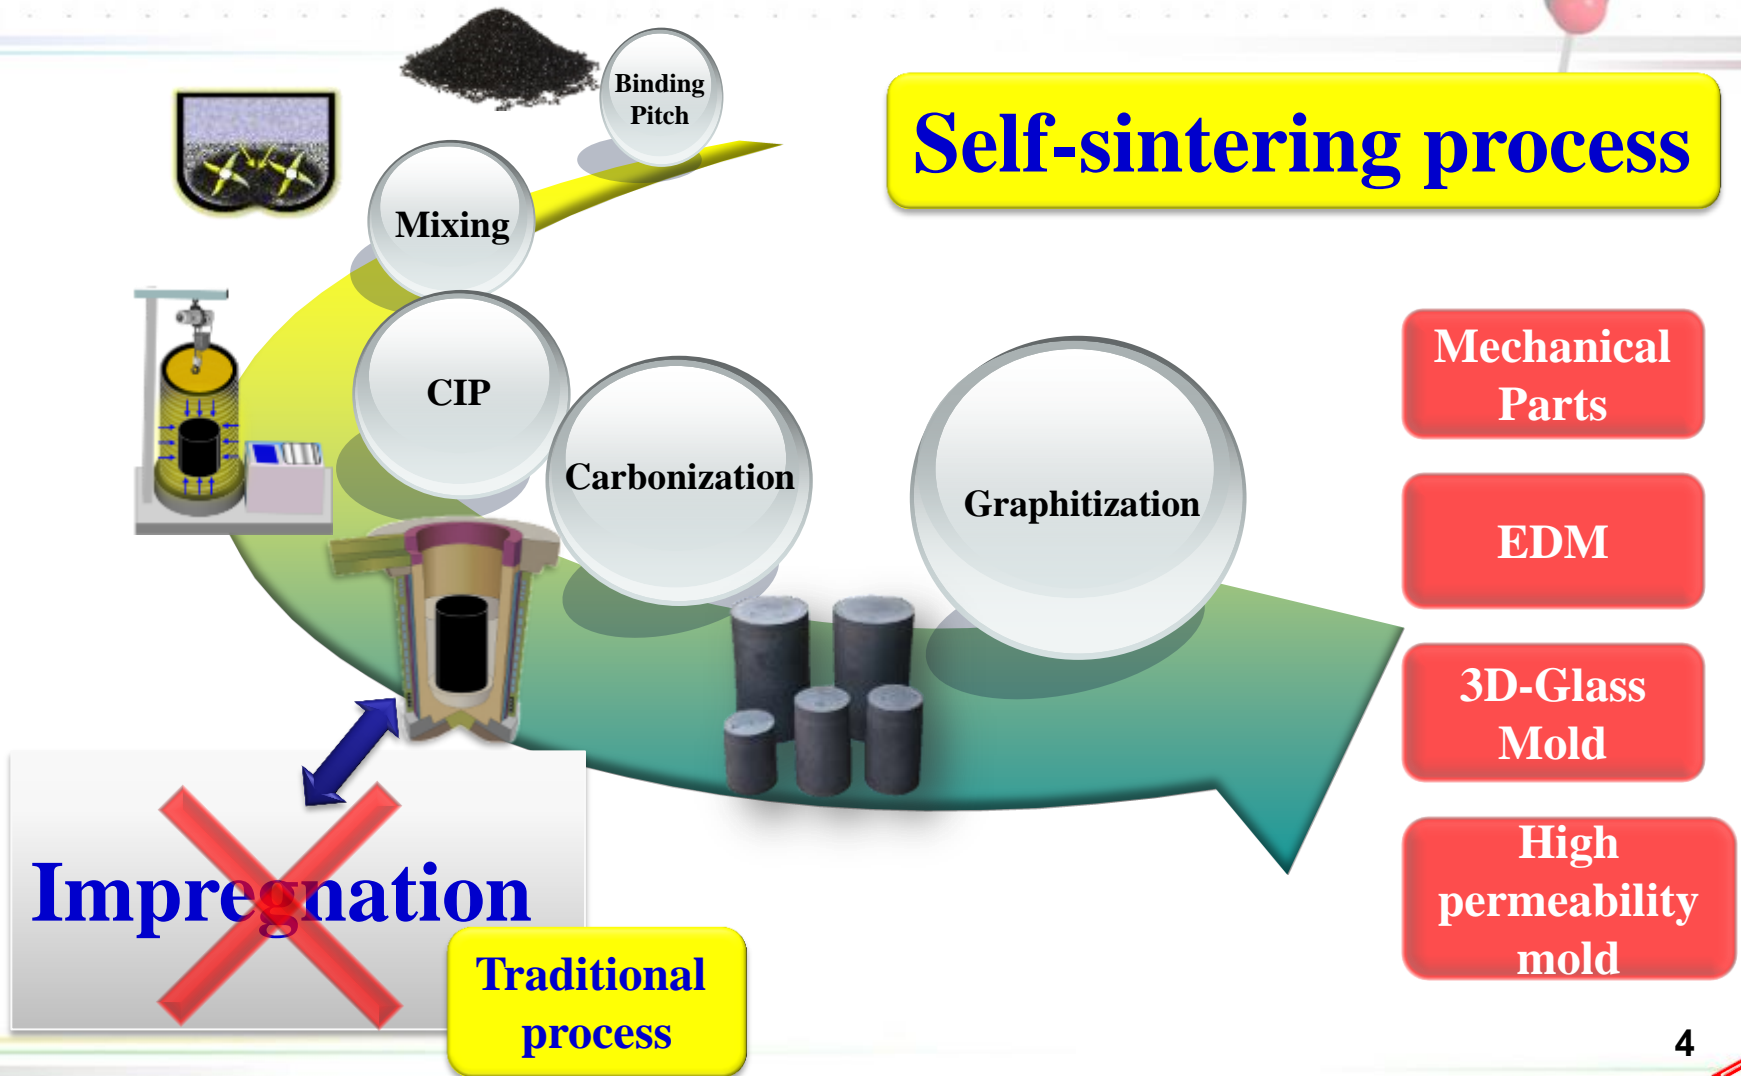 Self-sintering process
Binding
Pitch
Mixing
CIP
Carbonization
Graphitization
Mechanical
Parts
EDM
3D-Glass
Mold
High
permeability
mold
Impregnation
Traditional
process
4